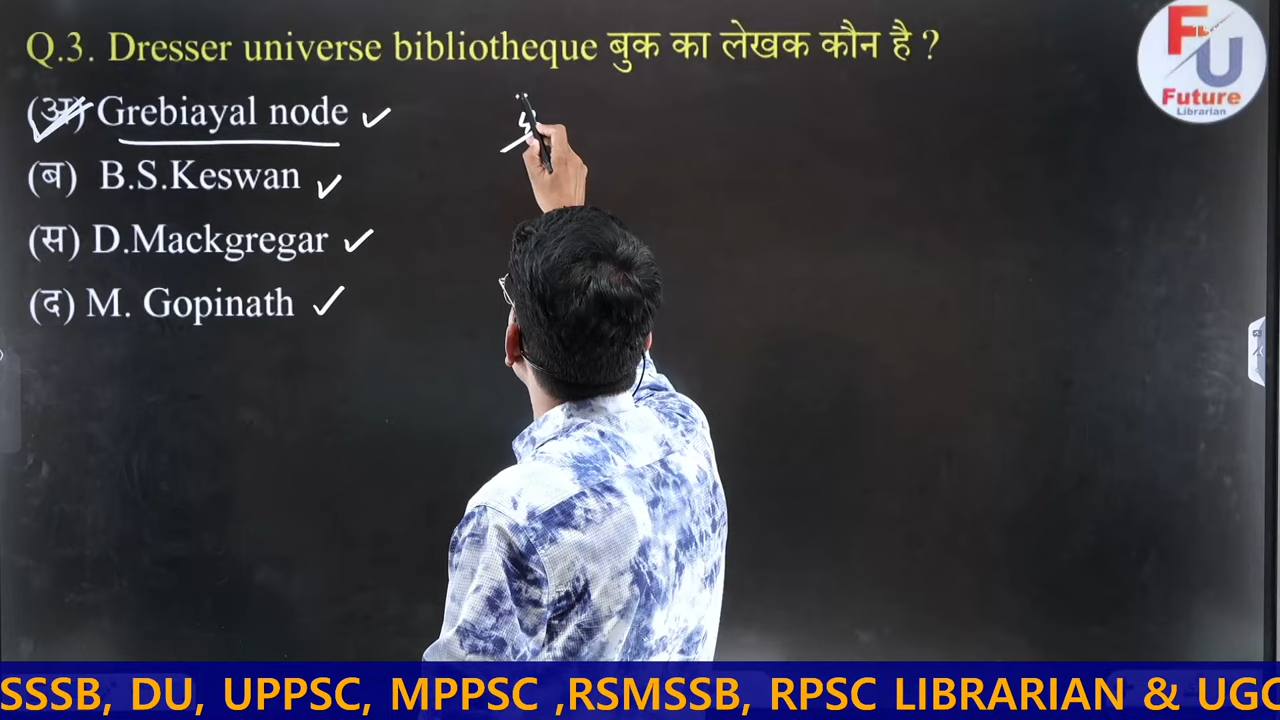 Q.3. Dresser universe bibliotheque बुक का लेखक कौन है ?
(अ) Grebiayal node
(ब) B.S.Keswan
(स) D.Mackgregar
(द) M. Gopinath
FU
Future
Librarian
SSSB, DU, UPPSC, MPPSC ,RSMSSB, RPSC LIBRARIAN & UGC